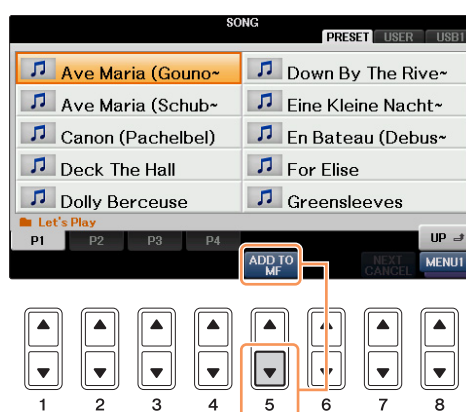 SONG
PRESET USER USB1
Ave Maria (Gouno~ Down By The Rive~
Ave Maria (Schub~ Eine Kleine Nacht~
Canon (Pachelbel) En Bateau (Debus~
Deck The Hall For Elise
Dolly Berceuse Greensleeves
Let's Play
P1 P2 P3 P4 UP
ADD TO MF NEXT CANCEL MENU1
1 2 3 4 5 6 7 8